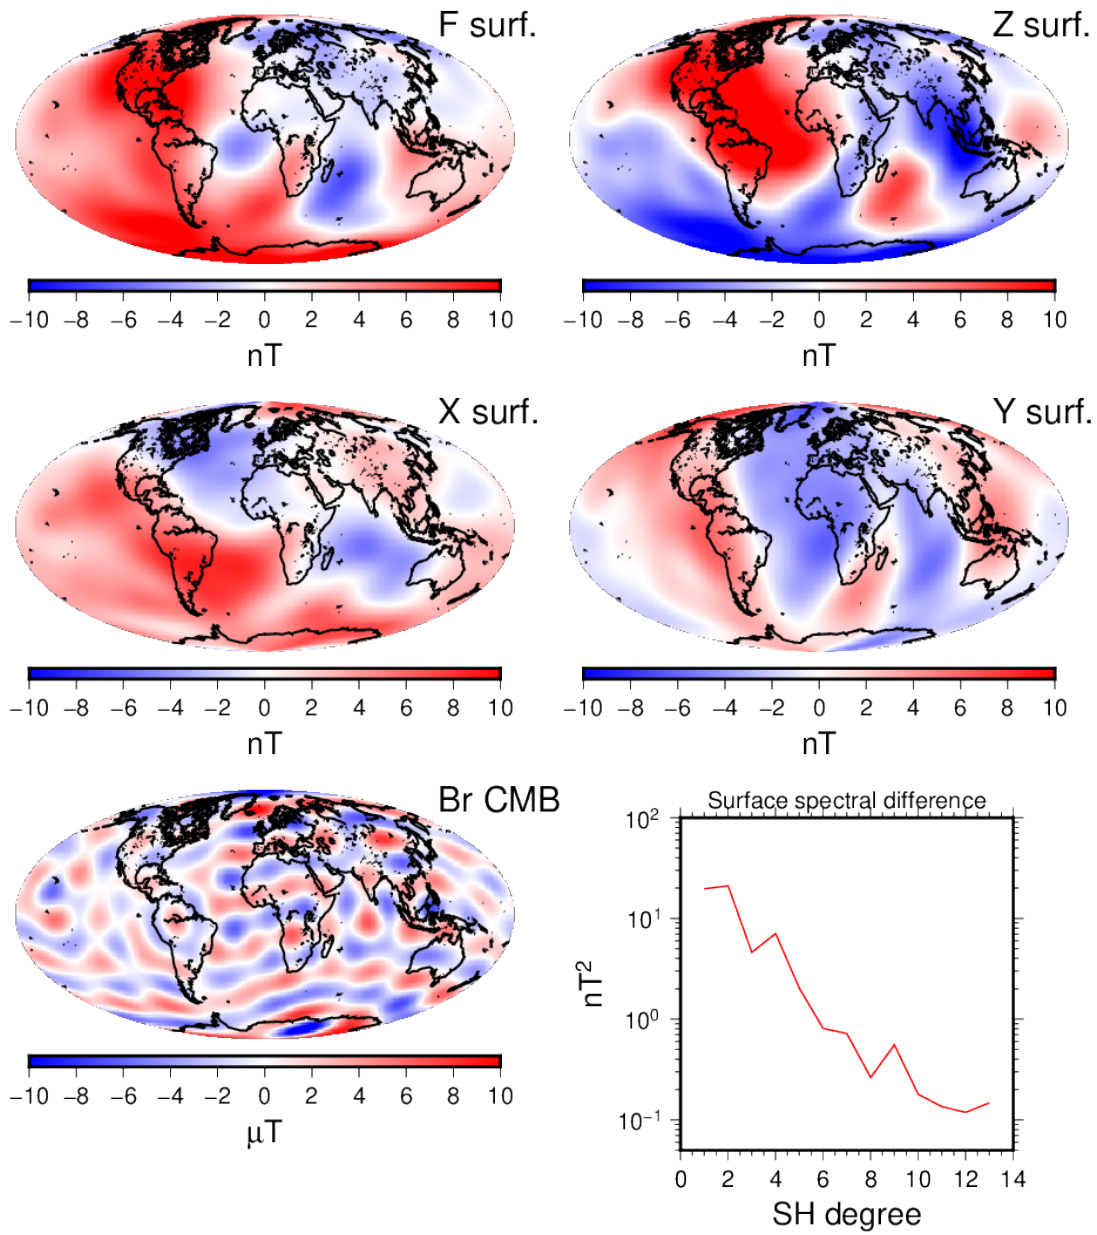 F surf.
Z surf.
−10 −8 −6 −4 −2 0 2 4 6 8 10
nT
−10 −8 −6 −4 −2 0 2 4 6 8 10
nT
X surf.
Y surf.
−10 −8 −6 −4 −2 0 2 4 6 8 10
nT
−10 −8 −6 −4 −2 0 2 4 6 8 10
nT
Br CMB
−10 −8 −6 −4 −2 0 2 4 6 8 10
μT
Surface spectral difference
10²
10¹
10⁰
10⁻¹
nT²
0 2 4 6 8 10 12 14
SH degree